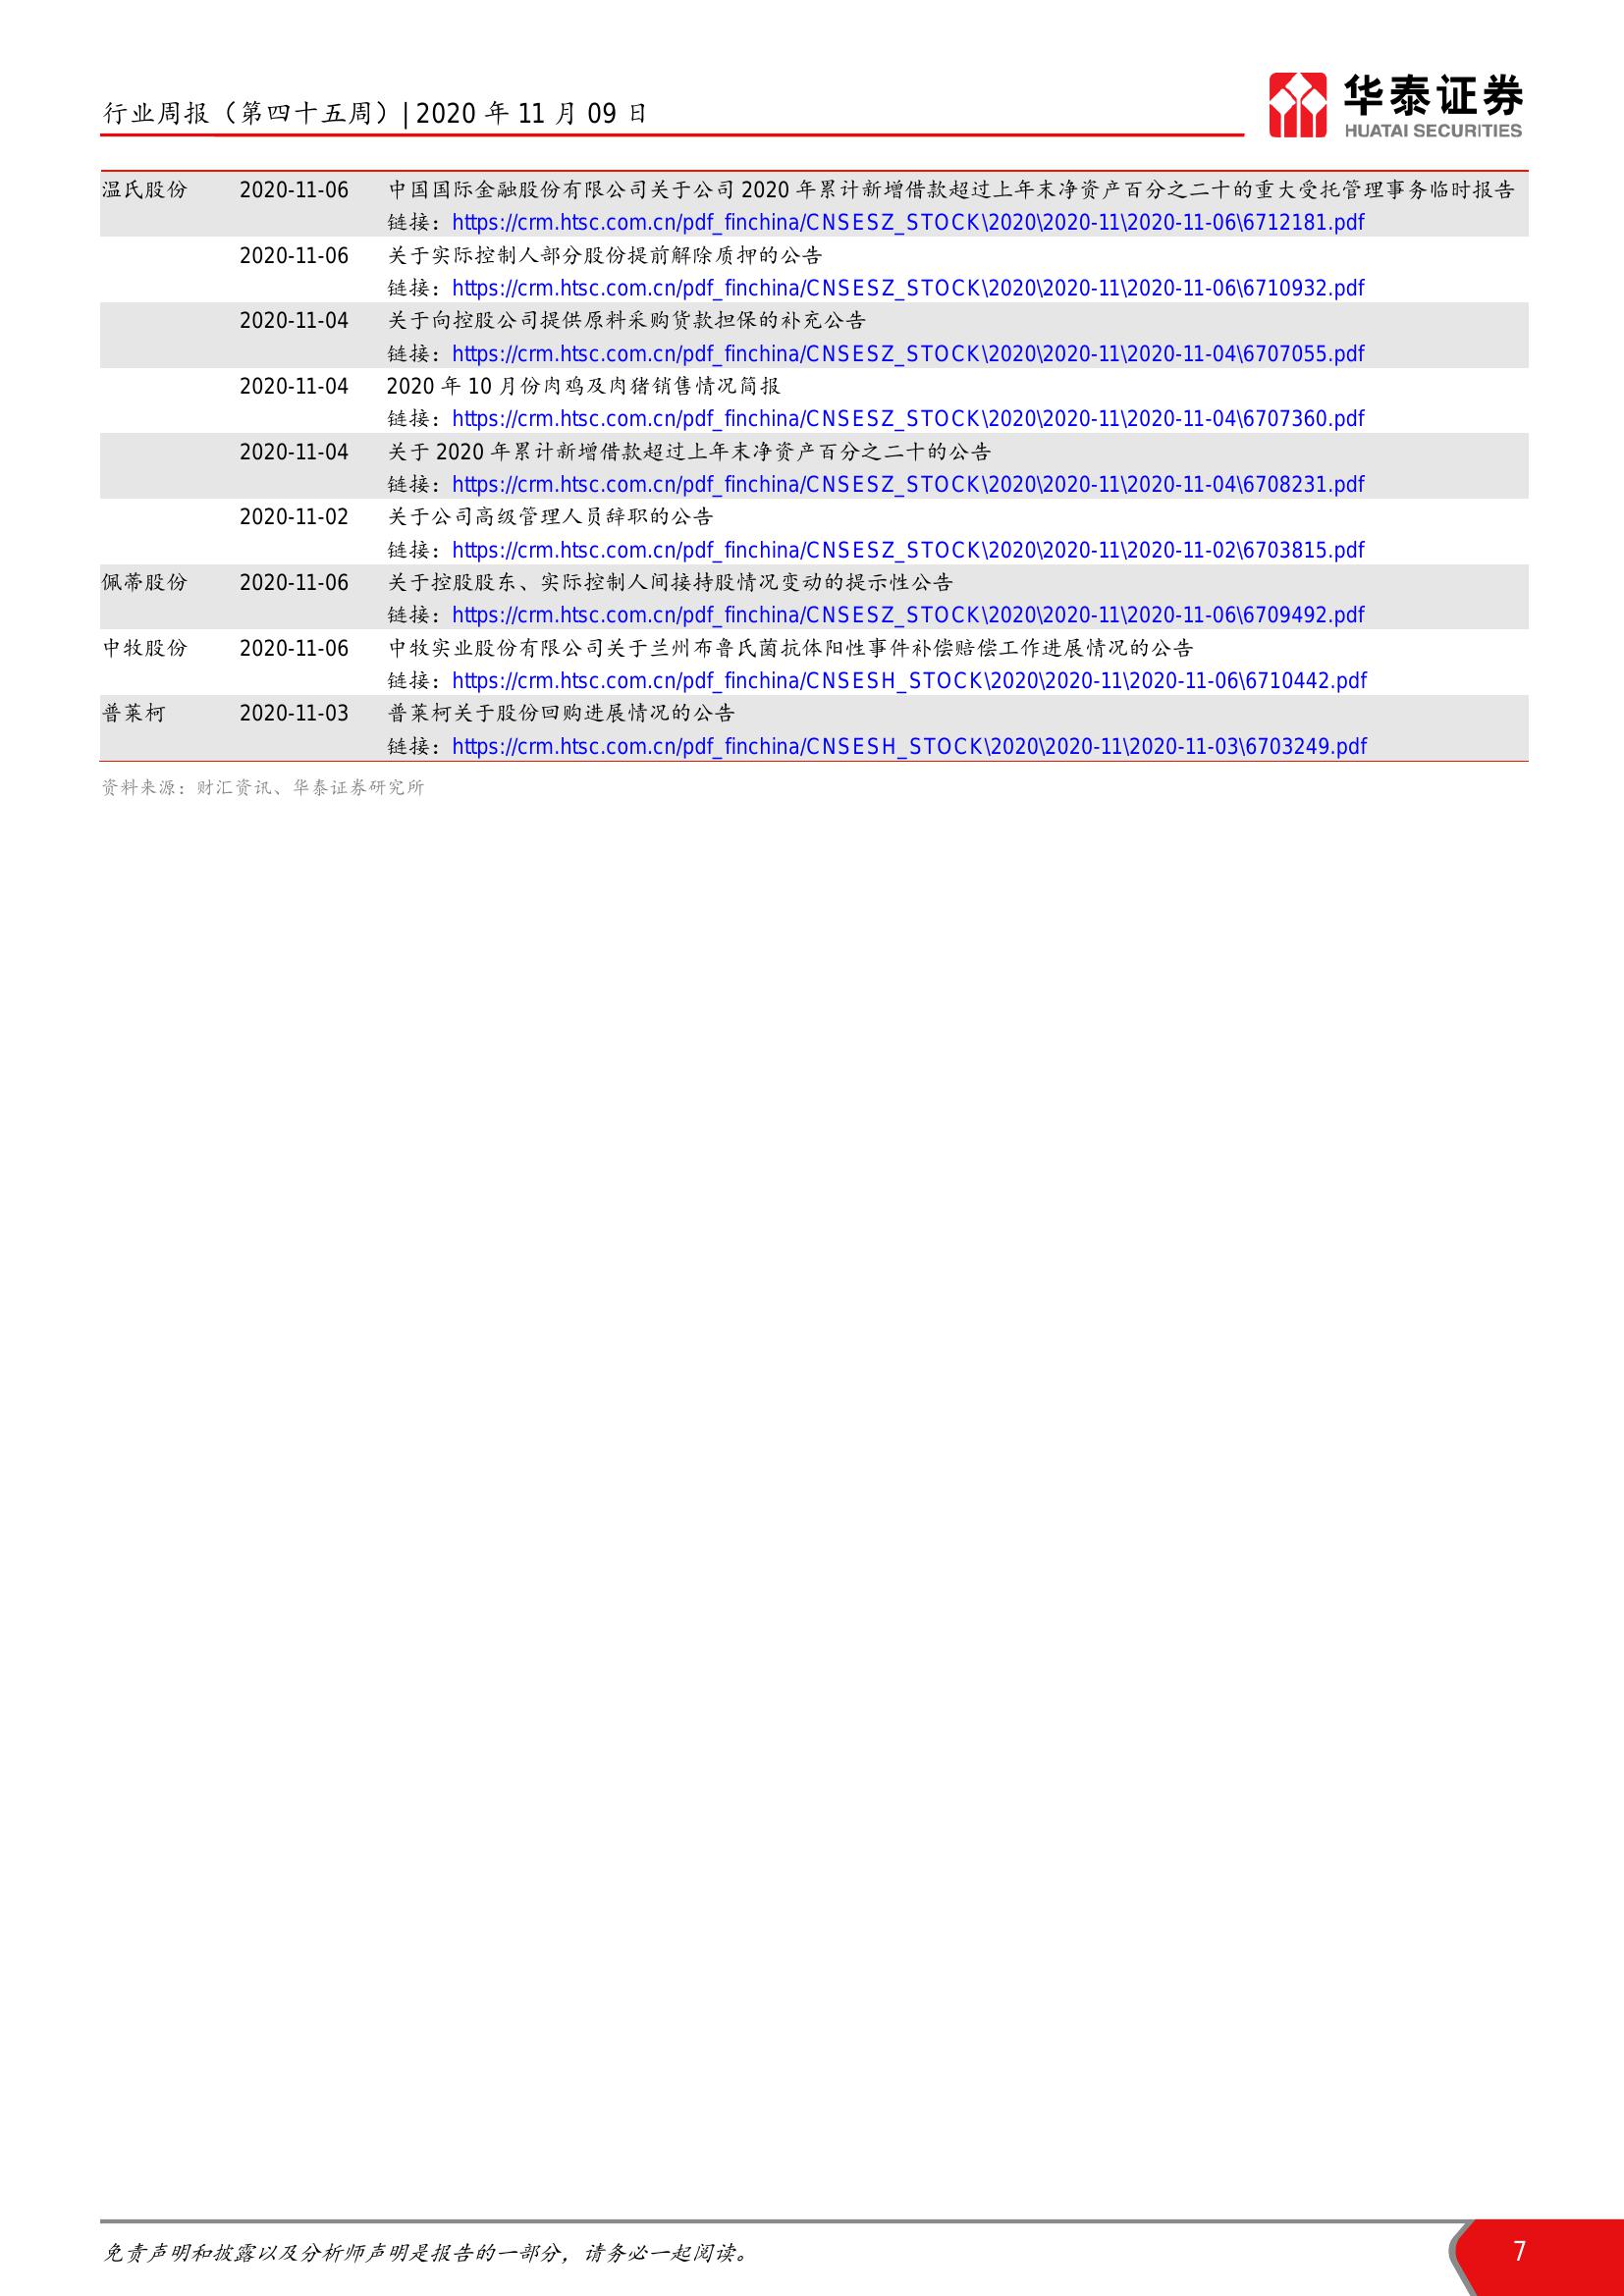 行业周报（第四十五周）| 2020 年 11 月 09 日
华泰证券
HUATAI SECURITIES
温氏股份 2020-11-06 中国国际金融股份有限公司关于公司 2020 年累计新增借款超过上年末净资产百分之二十的重大受托管理事务临时报告
链接：https://crm.htsc.com.cn/pdf_finchina/CNSESZ_STOCK\2020\2020-11\2020-11-06\6712181.pdf
2020-11-06 关于实际控制人部分股份提前解除质押的公告
链接：https://crm.htsc.com.cn/pdf_finchina/CNSESZ_STOCK\2020\2020-11\2020-11-06\6710932.pdf
2020-11-04 关于向控股公司提供原料采购货款担保的补充公告
链接：https://crm.htsc.com.cn/pdf_finchina/CNSESZ_STOCK\2020\2020-11\2020-11-04\6707055.pdf
2020-11-04 2020 年 10 月份肉鸡及肉猪销售情况简报
链接：https://crm.htsc.com.cn/pdf_finchina/CNSESZ_STOCK\2020\2020-11\2020-11-04\6707360.pdf
2020-11-04 关于 2020 年累计新增借款超过上年末净资产百分之二十的公告
链接：https://crm.htsc.com.cn/pdf_finchina/CNSESZ_STOCK\2020\2020-11\2020-11-04\6708231.pdf
2020-11-02 关于公司高级管理人员辞职的公告
链接：https://crm.htsc.com.cn/pdf_finchina/CNSESZ_STOCK\2020\2020-11\2020-11-02\6703815.pdf
佩蒂股份 2020-11-06 关于控股股东、实际控制人间接持股情况变动的提示性公告
链接：https://crm.htsc.com.cn/pdf_finchina/CNSESZ_STOCK\2020\2020-11\2020-11-06\6709492.pdf
中牧股份 2020-11-06 中牧实业股份有限公司关于兰州布鲁氏菌抗体阳性事件补偿赔偿工作进展情况的公告
链接：https://crm.htsc.com.cn/pdf_finchina/CNSESH_STOCK\2020\2020-11\2020-11-06\6710442.pdf
普莱柯 2020-11-03 普莱柯关于股份回购进展情况的公告
链接：https://crm.htsc.com.cn/pdf_finchina/CNSESH_STOCK\2020\2020-11\2020-11-03\6703249.pdf
资料来源：财汇资讯、华泰证券研究所
免责声明和披露以及分析师声明是报告的一部分，请务必一起阅读。
7